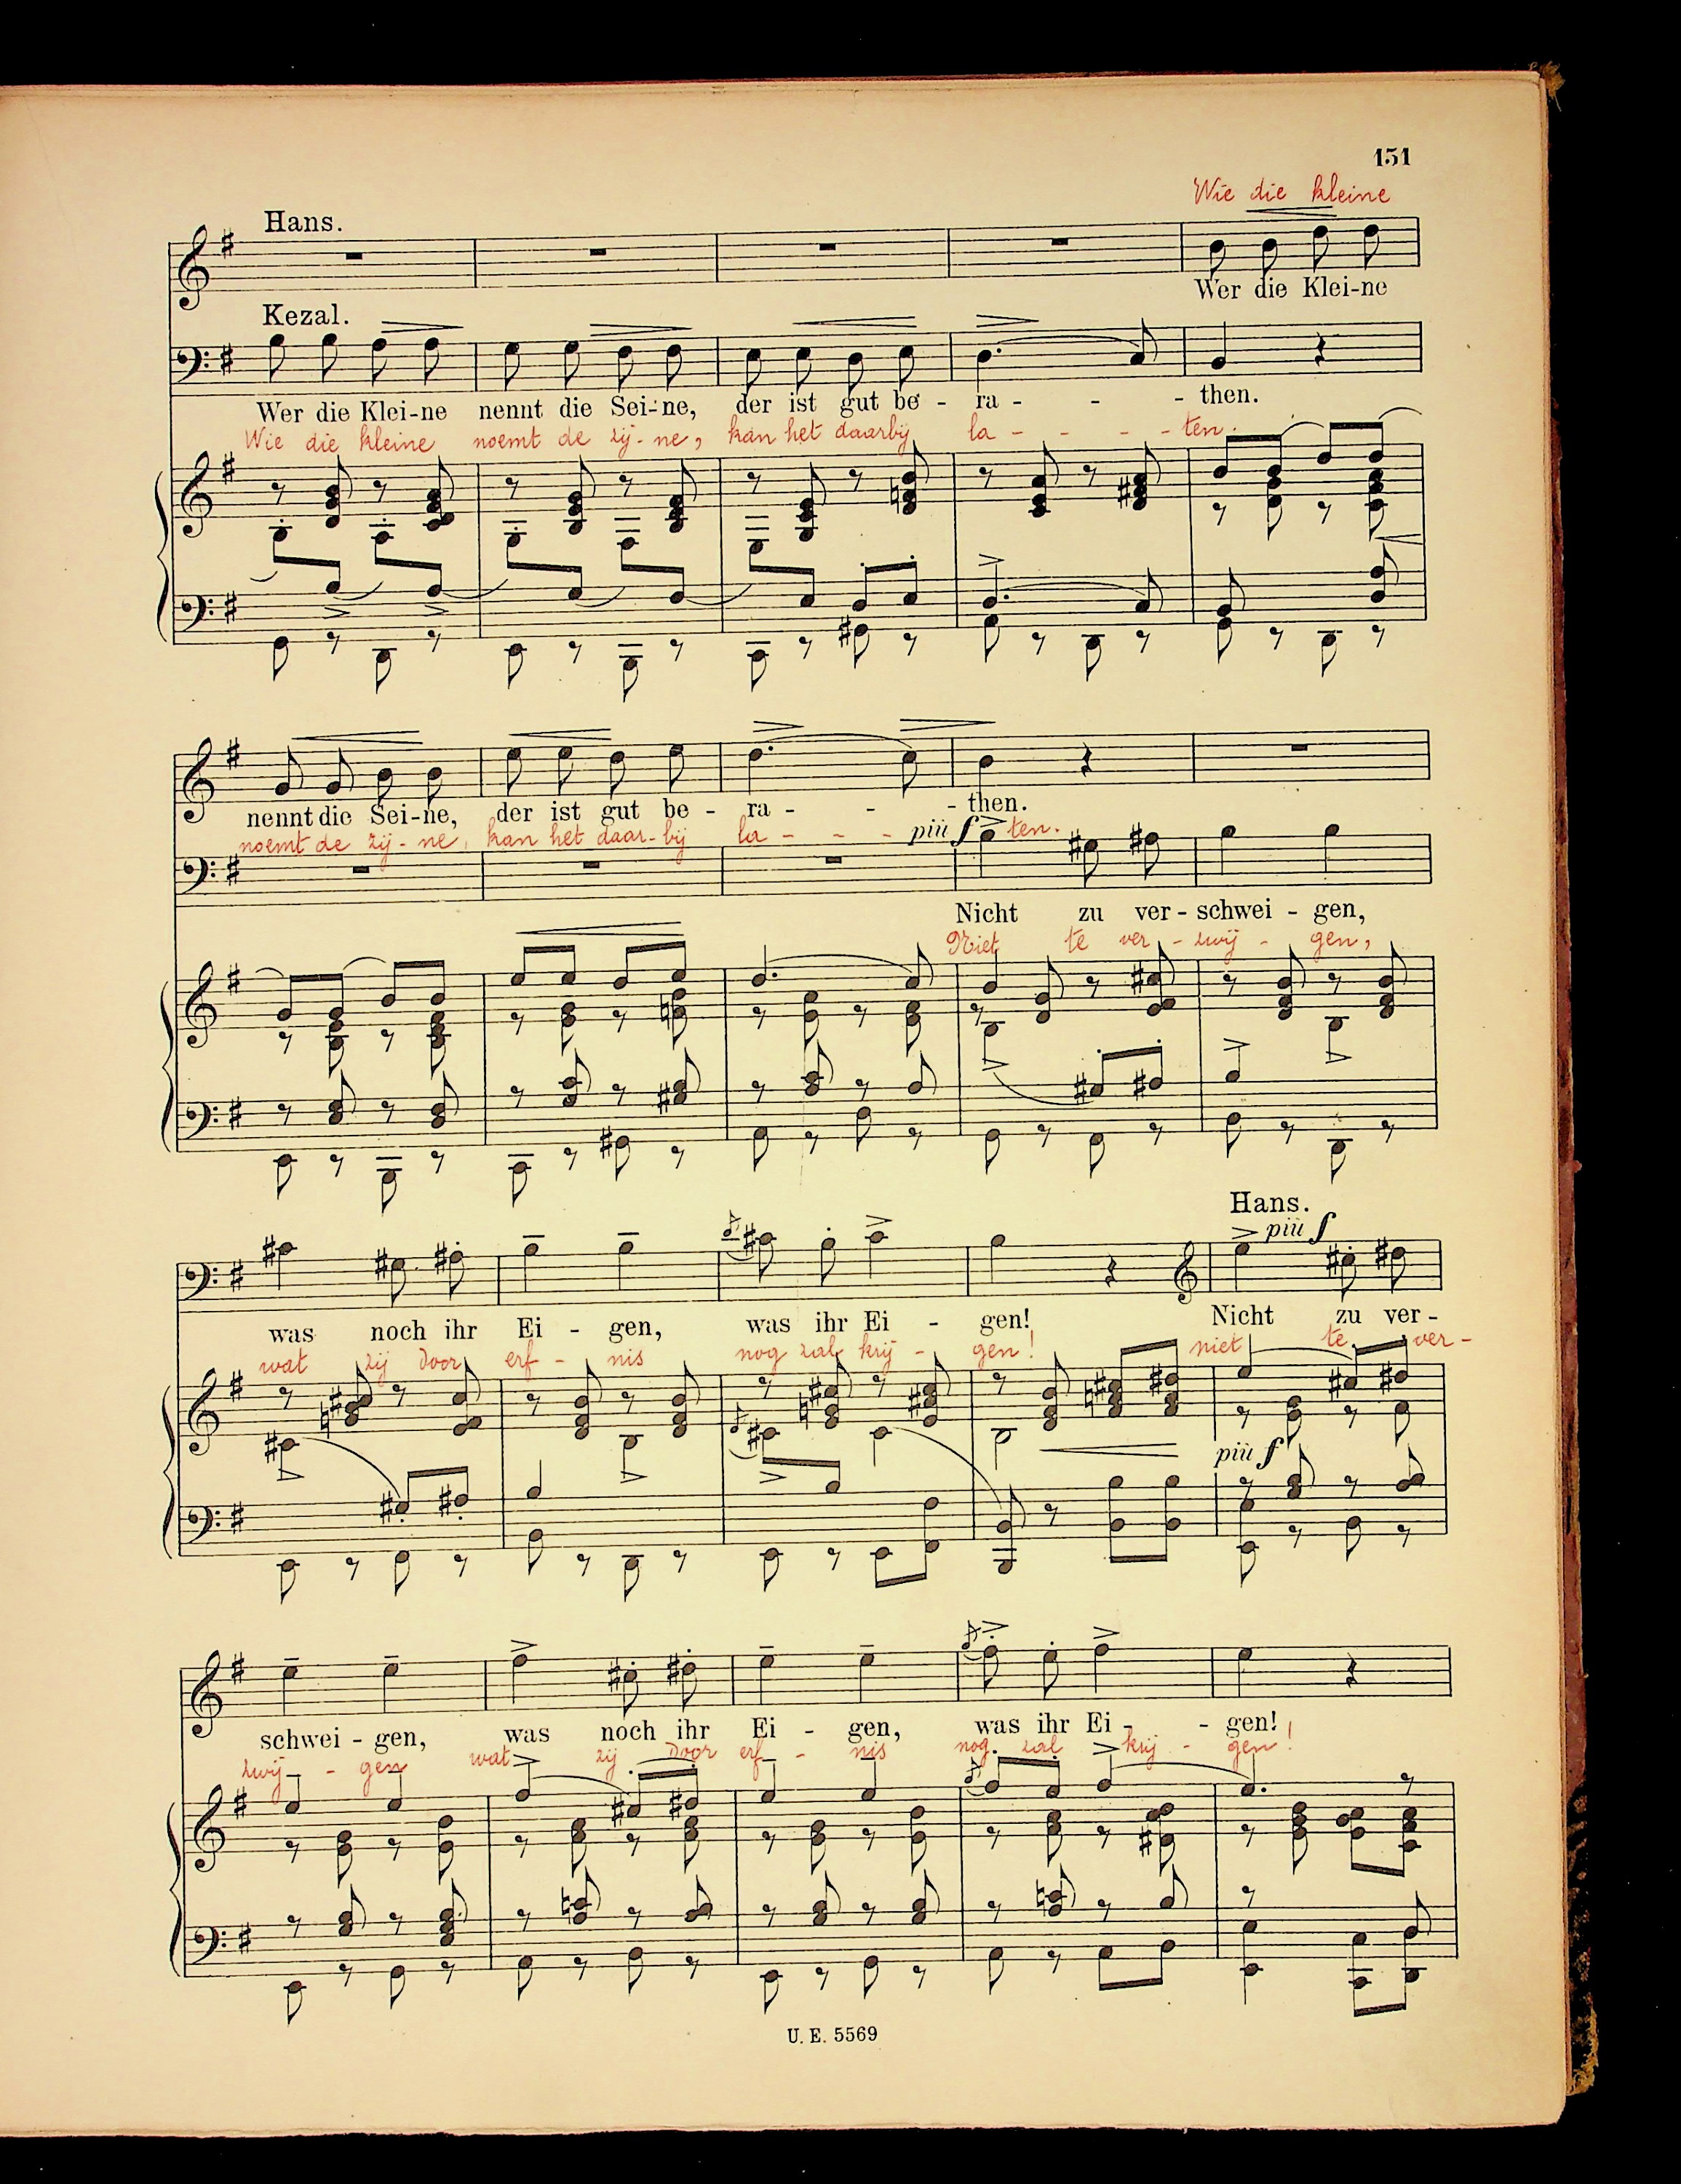 151
Wie die kleine
Hans.
Wer die Klei-ne
Kezal.
Wer die Klei-ne nennt die Sei-ne, der ist gut be - ra - - - then.
Wie die kleine noemt de zij-ne, kan het daarbij la - - - - ten.
nennt die Sei-ne, der ist gut be - ra - - - then.
noemt de zij-ne, kan het daar-bij la - - - ten.
più f
Nicht zu ver - schwei - gen,
Niet te ver - zwij - gen,
Hans.
più f
was noch ihr Ei - gen, was ihr Ei - gen! Nicht zu ver -
wat zij door erf - nis nog zal krij - gen! niet te ver -
più f
schwei - gen, was noch ihr Ei - gen, was ihr Ei - - gen!
zwij - gen wat zij door erf - nis nog zal krij - gen!
U. E. 5569